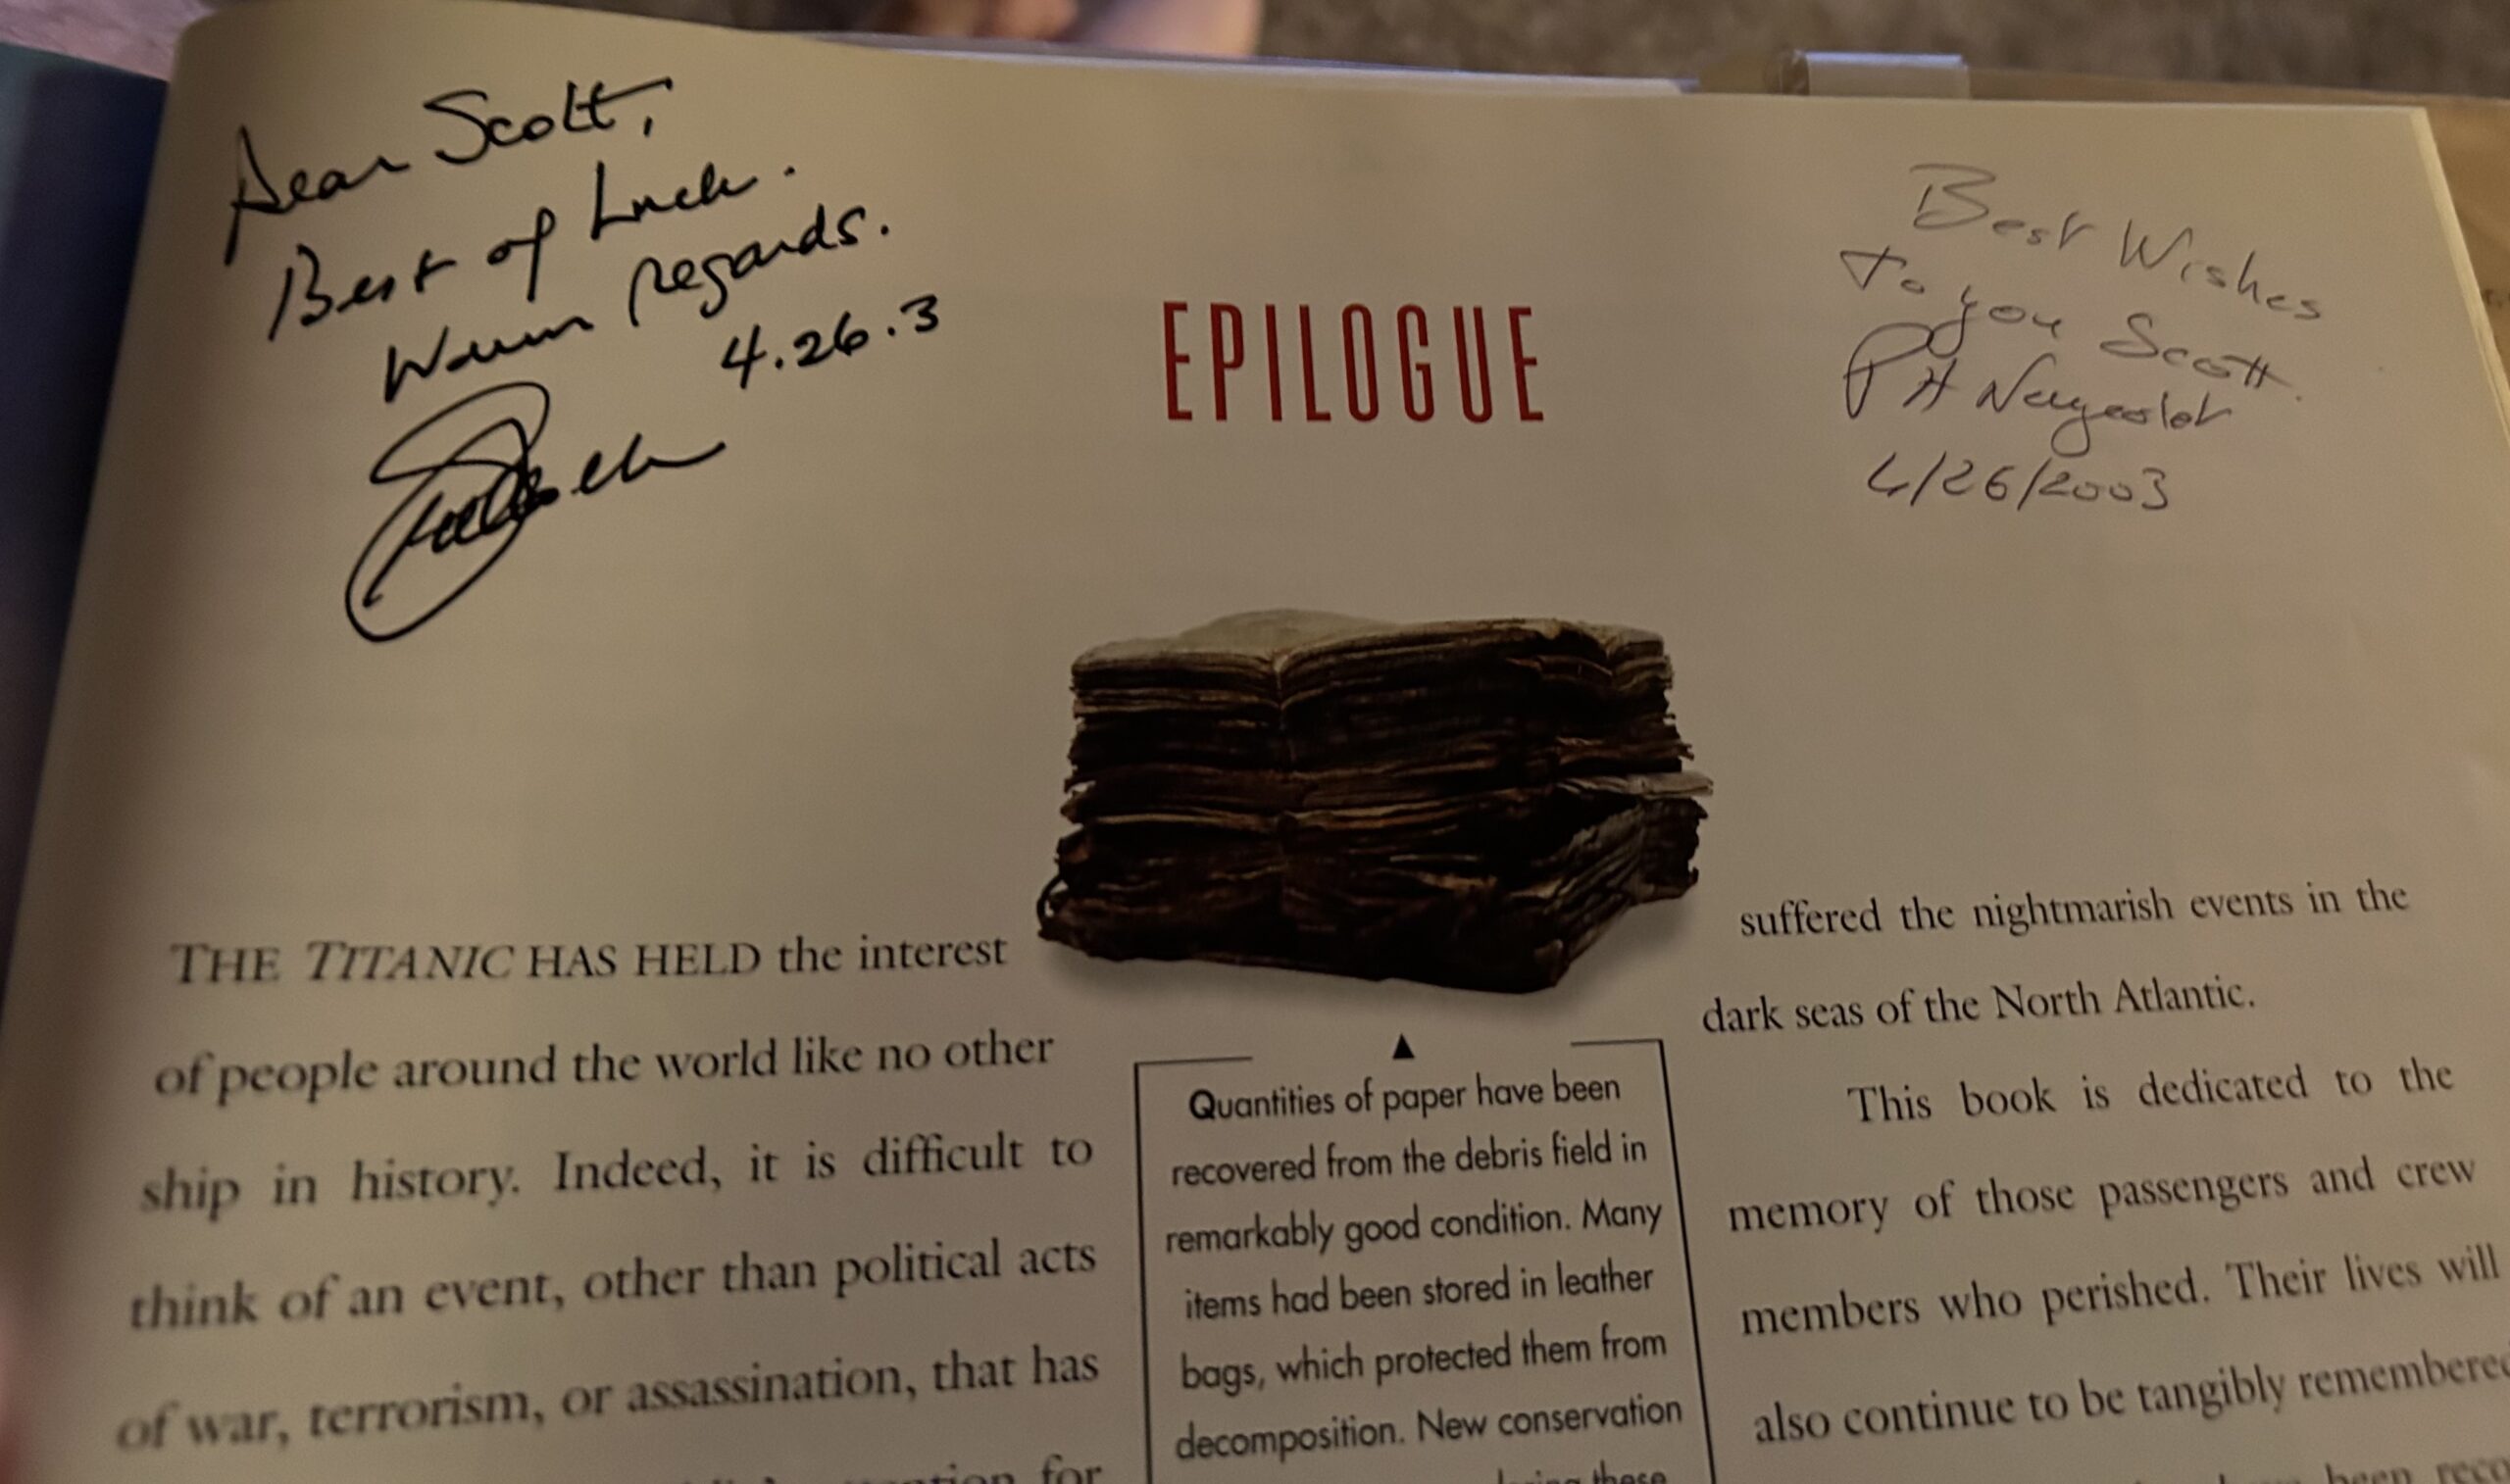 Dear Scott,
Best of Luck.
Warm Regards.
4.26.3
Best Wishes
to you Scott.
PH Nargeolet
4/26/2003
EPILOGUE
THE TITANIC HAS HELD the interest
of people around the world like no other
ship in history. Indeed, it is difficult to
think of an event, other than political acts
of war, terrorism, or assassination, that has
for
▲
Quantities of paper have been
recovered from the debris field in
remarkably good condition. Many
items had been stored in leather
bags, which protected them from
decomposition. New conservation
these
suffered the nightmarish events in the
dark seas of the North Atlantic.
This book is dedicated to the
memory of those passengers and crew
members who perished. Their lives will
also continue to be tangibly remembered
been